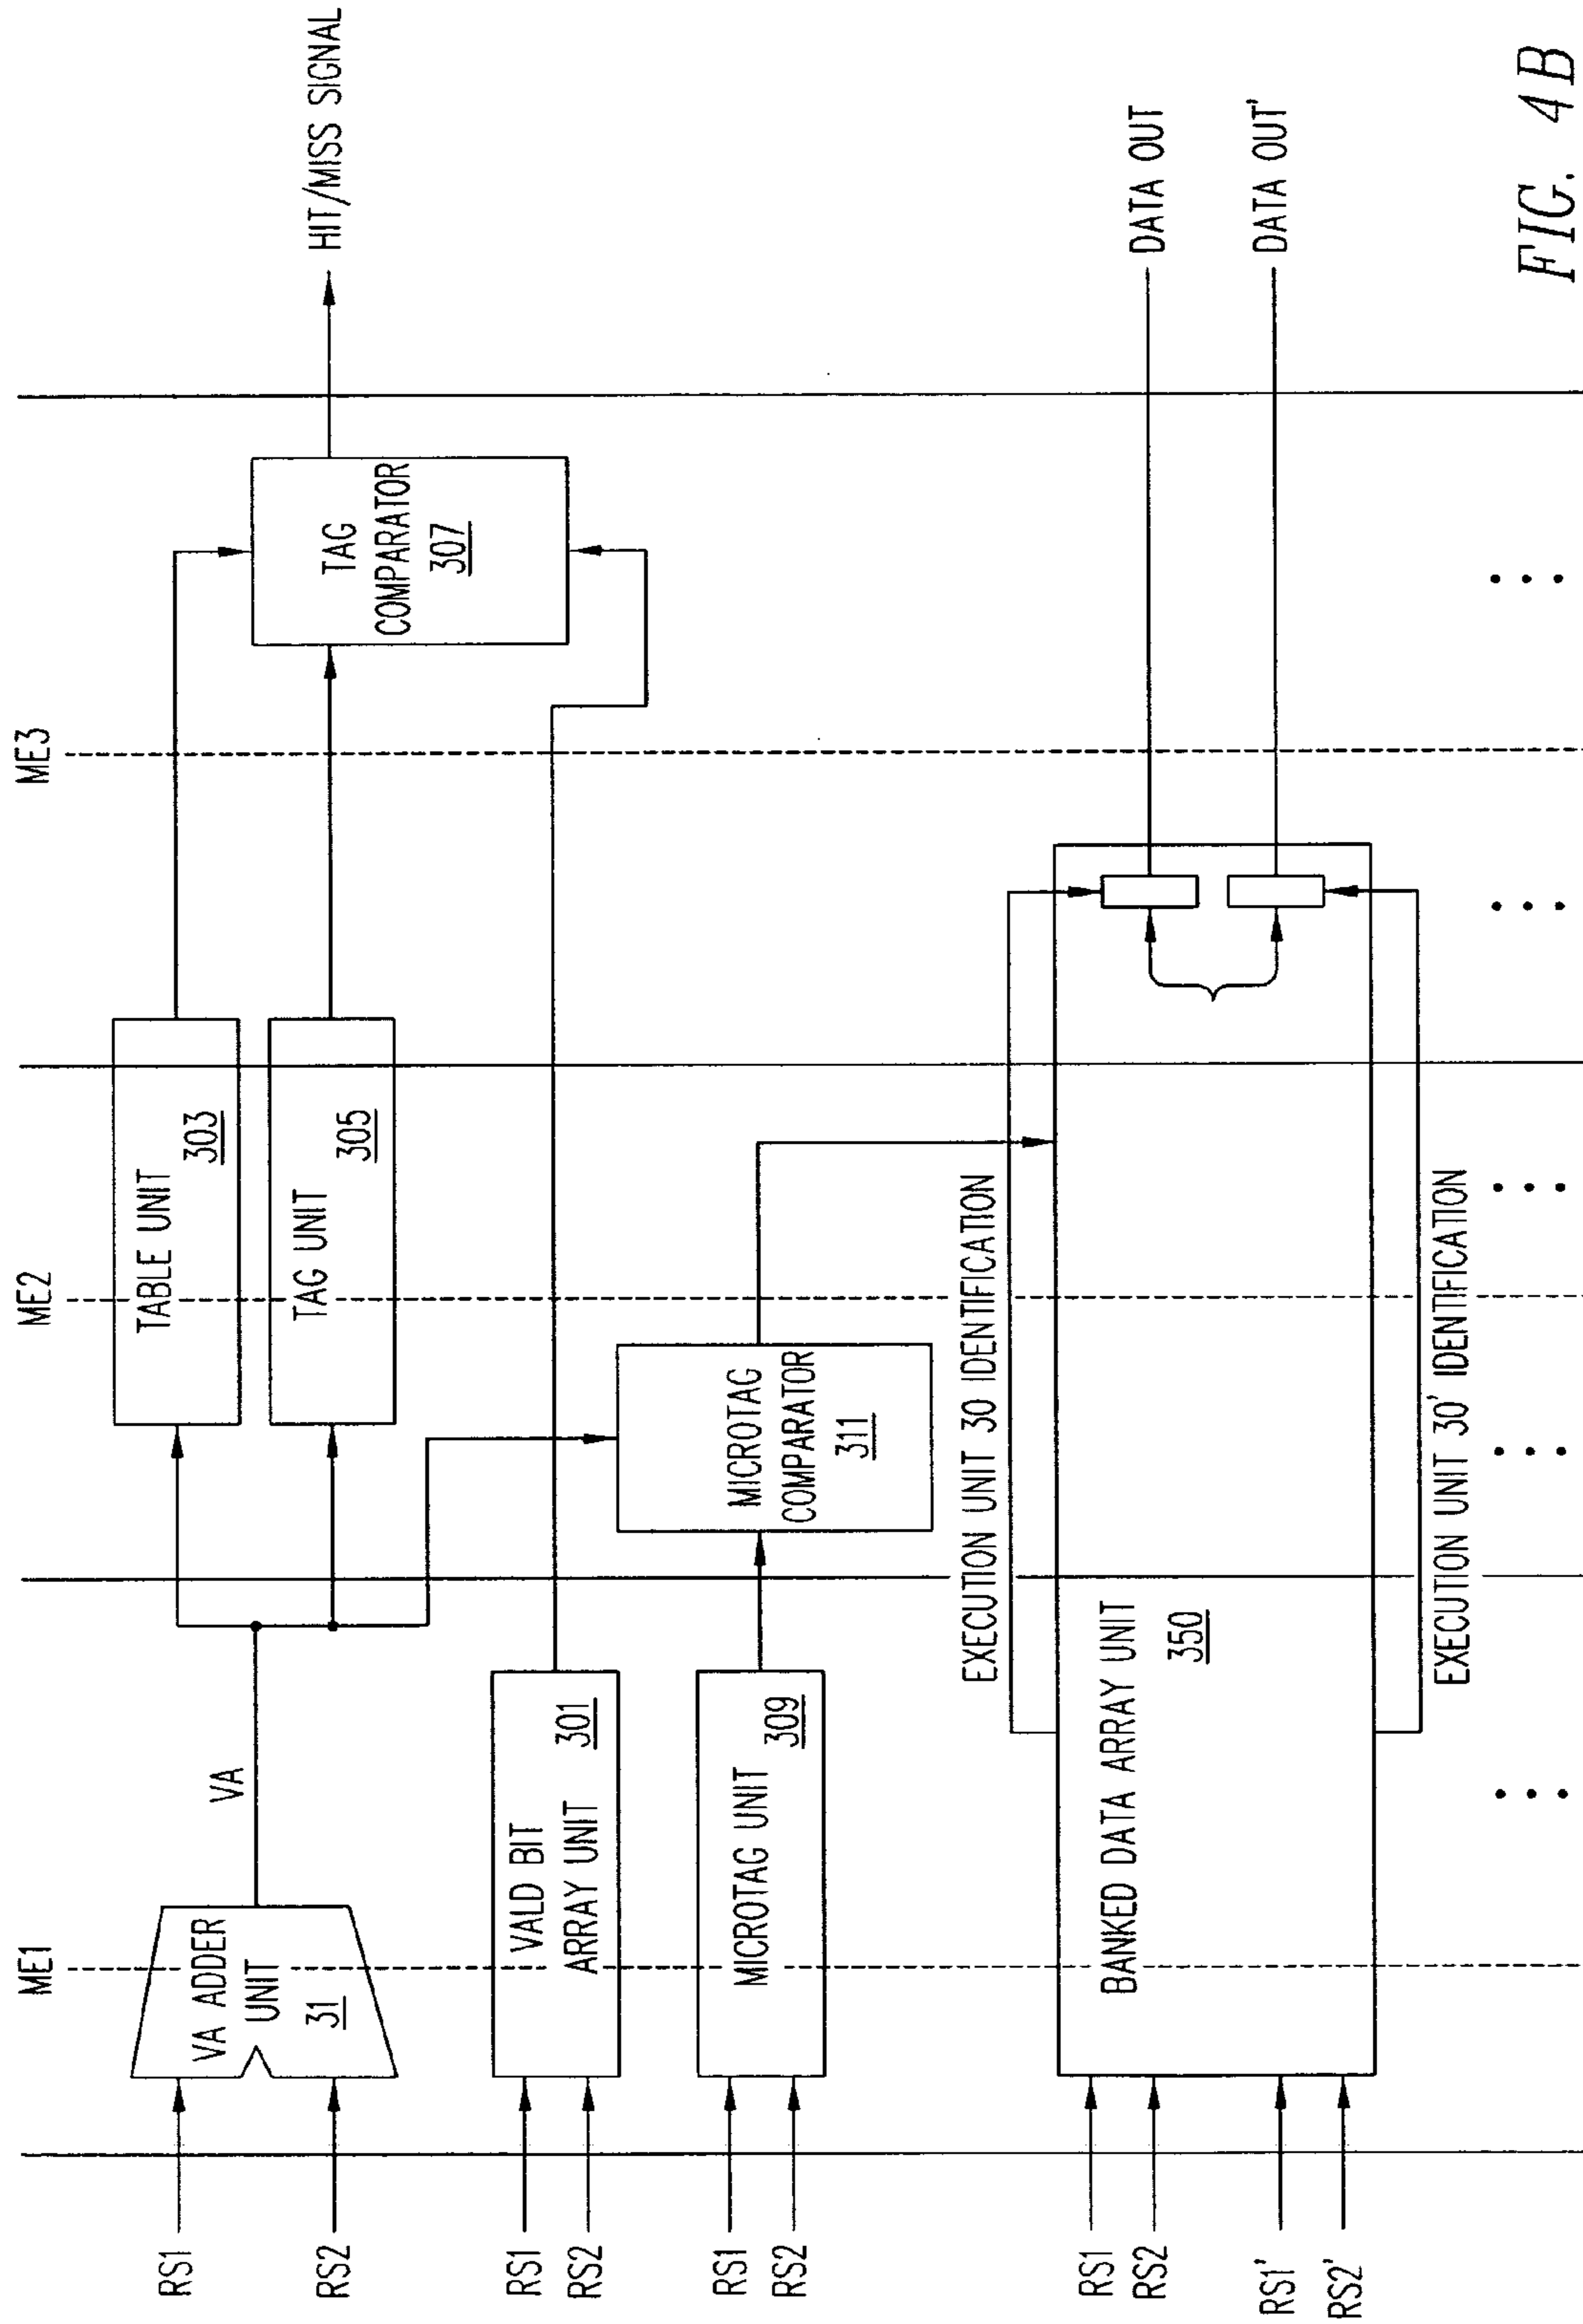 ME1
ME2
ME3
RS1
RS2
VA ADDER
UNIT
31
VA
TABLE UNIT
303
TAG UNIT
305
TAG
COMPARATOR
307
HIT/MISS SIGNAL
RS1
RS2
VALD BIT
ARRAY UNIT
301
RS1
RS2
MICROTAG UNIT
309
MICROTAG
COMPARATOR
311
EXECUTION UNIT 30 IDENTIFICATION
RS1
RS2
RS1'
RS2'
BANKED DATA ARRAY UNIT
350
DATA OUT
DATA OUT'
EXECUTION UNIT 30' IDENTIFICATION
FIG. 4B